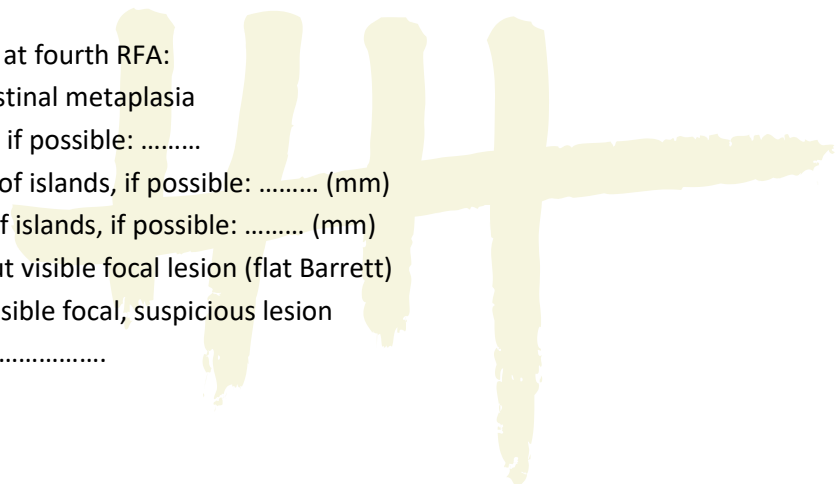 at fourth RFA:
stinal metaplasia
if possible: ………
of islands, if possible: ……… (mm)
f islands, if possible: ……… (mm)
ut visible focal lesion (flat Barrett)
sible focal, suspicious lesion
…………….